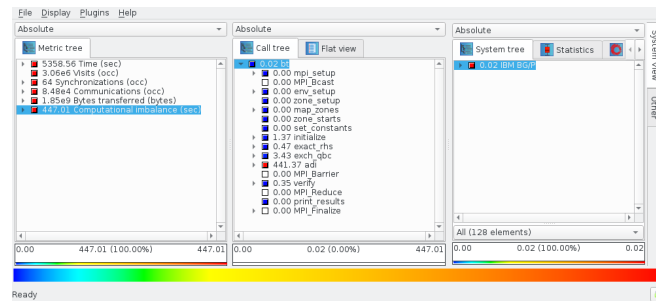 File Display Plugins Help
Absolute
Absolute
Absolute
Metric tree
Call tree
Flat view
System tree
Statistics
5358.56 Time (sec)
3.06e6 Visits (occ)
64 Synchronizations (occ)
8.48e4 Communications (occ)
1.85e9 Bytes transferred (bytes)
447.01 Computational imbalance (sec)
0.02 bt
0.00 mpi_setup
0.00 MPI_Bcast
0.00 env_setup
0.00 zone_setup
0.00 map_zones
0.00 zone_starts
0.00 set_constants
1.37 initialize
0.47 exact_rhs
3.43 exch_qbc
441.37 adi
0.00 MPI_Barrier
0.35 verify
0.00 MPI_Reduce
0.00 print_results
0.00 MPI_Finalize
0.02 IBM BG/P
System View
Other
All (128 elements)
0.00 447.01 (100.00%) 447.01
0.00 0.02 (0.00%) 447.01
0.00 0.02 (100.00%) 0.02
Ready